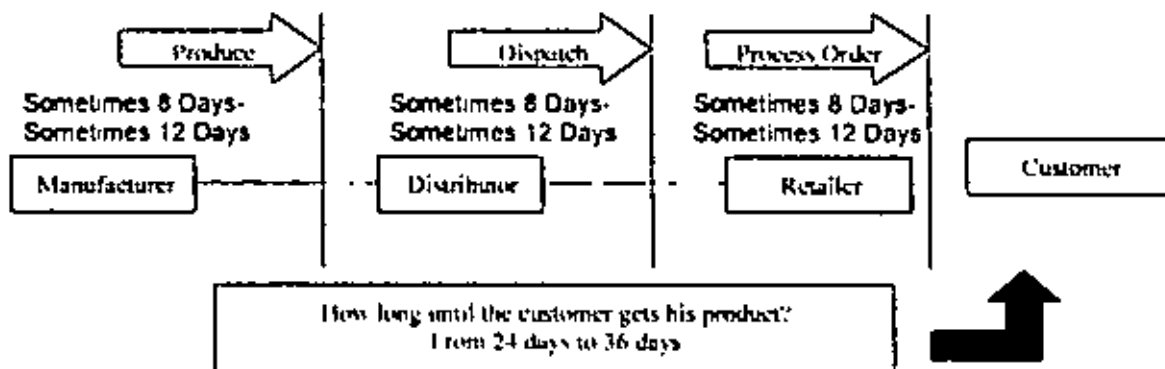 Produce
Dispatch
Process Order
Sometimes 8 Days-
Sometimes 12 Days
Sometimes 8 Days-
Sometimes 12 Days
Sometimes 8 Days-
Sometimes 12 Days
Manufacturer
Distributor
Retailer
Customer
How long until the customer gets his product?
From 24 days to 36 days